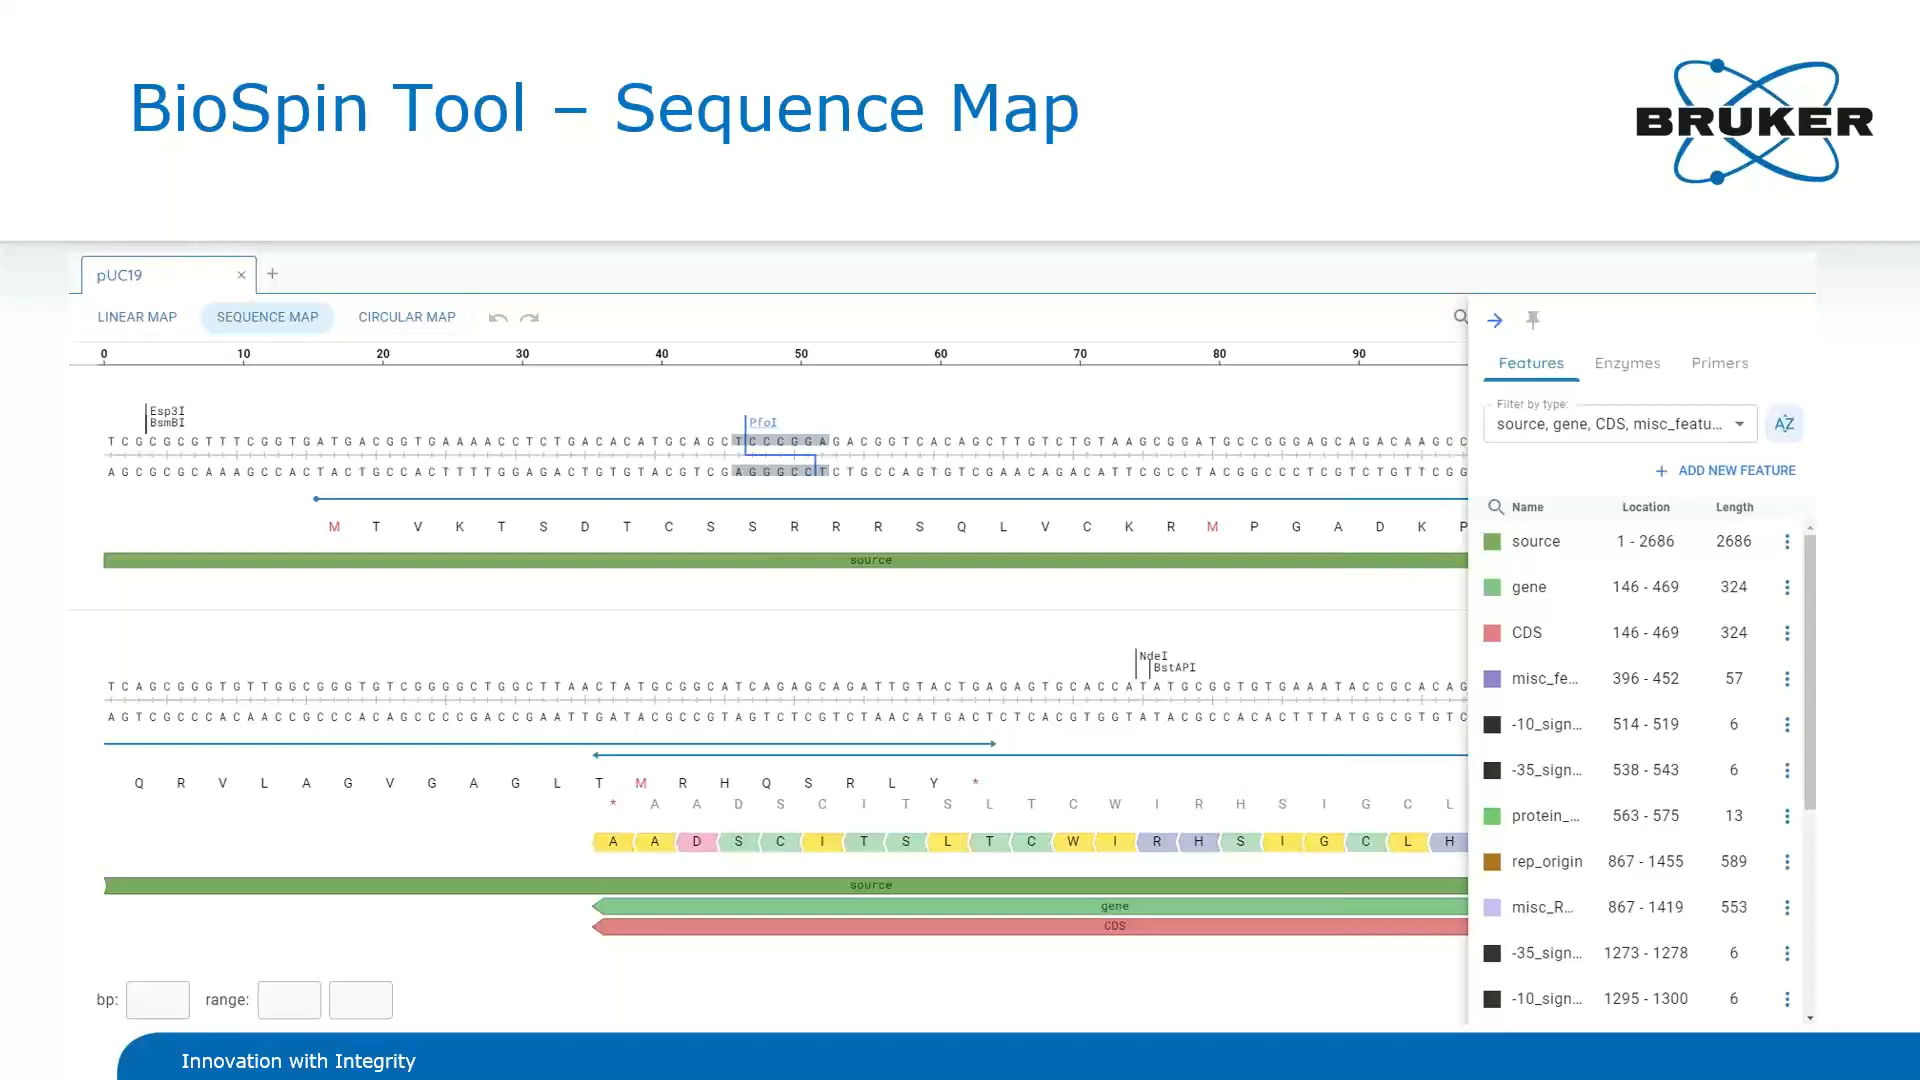 BioSpin Tool – Sequence Map
BRUKER
pUC19 × +
LINEAR MAP SEQUENCE MAP CIRCULAR MAP
0 10 20 30 40 50 60 70 80 90
Esp3I
BsmBI
PfoI
T C G C G C G T T T C G G T G A T G A C G G T G A A A A C C T C T G A C A C A T G C A G C T C C C G G A G A C G G T C A C A G C T T G T C T G T A A G C G G A T G C C G G G A G C A G A C A A G C C
A G C G C G C A A A G C C A C T A C T G C C A C T T T T G G A G A C T G T G T A C G T C G A G G G C C T C T G C C A G T G T C G A A C A G A C A T T C G C C T A C G G C C C T C G T C T G T T C G G
M T V K T S D T C S S R R R S Q L V C K R M P G A D K P
source
NdeI
BstAPI
T C A G C G G G T G T T G G C G G G T G T C G G G G C T G G C T T A A C T A T G C G G C A T C A G A G C A G A T T G T A C T G A G A G T G C A C C A T A T G C G G T G T G A A A T A C C G C A C A G
A G T C G C C C A C A A C C G C C C A C A G C C C C G A C C G A A T T G A T A C G C C G T A G T C T C G T C T A A C A T G A C T C T C A C G T G G T A T A C G C C A C A C T T T A T G G C G T G T C
Q R V L A G V G A G L T M R H Q S R L Y *
* A A D S C I T S L T C W I R H S I G C L
A A D S C I T S L T C W I R H S I G C L H
source
gene
CDS
bp: range:
Features Enzymes Primers
Filter by type:
source, gene, CDS, misc_featu...
AZ
+ ADD NEW FEATURE
Name Location Length
source 1 - 2686 2686
gene 146 - 469 324
CDS 146 - 469 324
misc_fe... 396 - 452 57
-10_sign... 514 - 519 6
-35_sign... 538 - 543 6
protein_... 563 - 575 13
rep_origin 867 - 1455 589
misc_R... 867 - 1419 553
-35_sign... 1273 - 1278 6
-10_sign... 1295 - 1300 6
Innovation with Integrity